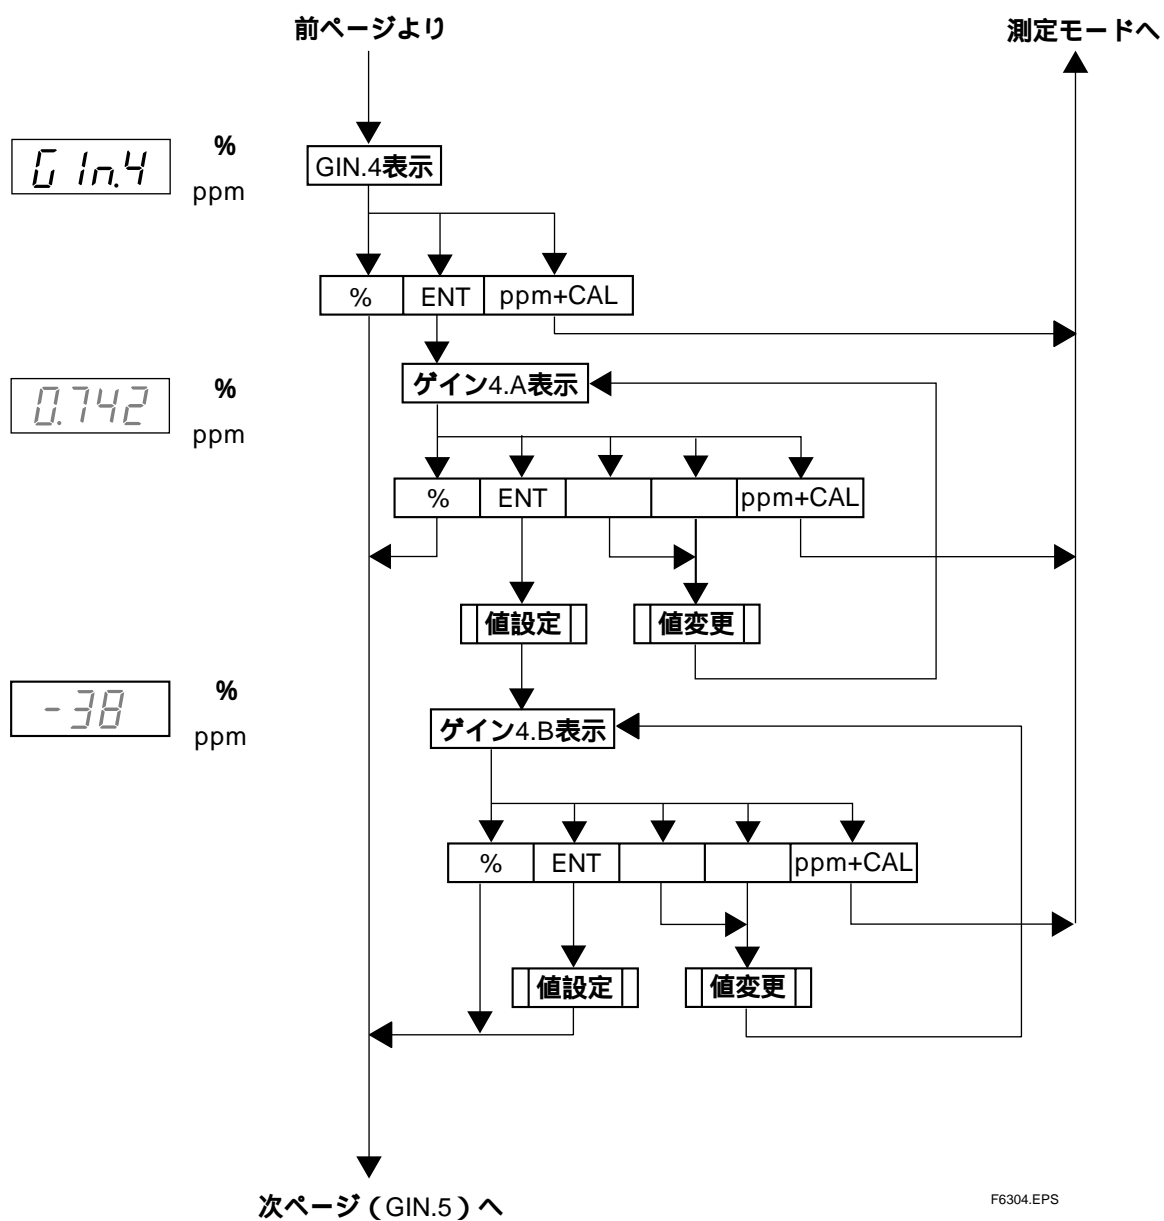 前ページより
測定モードへ
GIn.4
%
ppm
GIN.4表示
%
ENT
ppm+CAL
0.742
%
ppm
ゲイン4.A表示
%
ENT
ppm+CAL
値設定
値変更
-38
%
ppm
ゲイン4.B表示
%
ENT
ppm+CAL
値設定
値変更
次ページ(GIN.5)へ
F6304.EPS